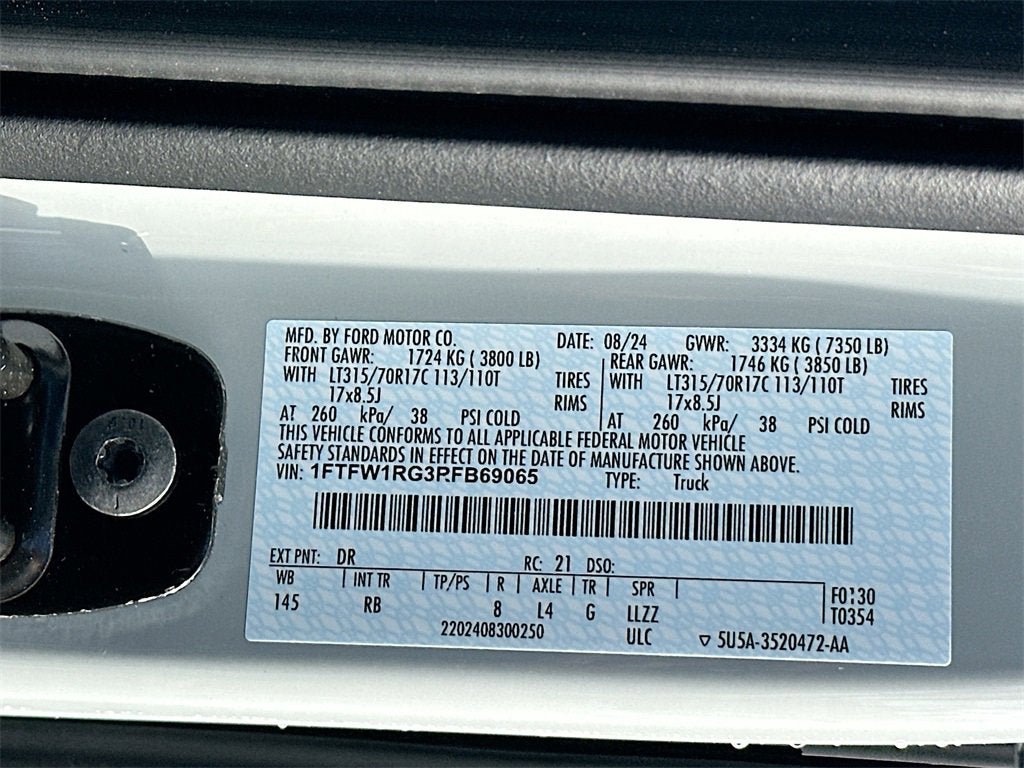 MFD. BY FORD MOTOR CO. DATE: 08/24 GVWR: 3334 KG ( 7350 LB)
FRONT GAWR: 1724 KG ( 3800 LB) REAR GAWR: 1746 KG ( 3850 LB)
WITH LT315/70R17C 113/110T TIRES WITH LT315/70R17C 113/110T TIRES
17x8.5J RIMS 17x8.5J RIMS
AT 260 kPa/ 38 PSI COLD AT 260 kPa/ 38 PSI COLD
THIS VEHICLE CONFORMS TO ALL APPLICABLE FEDERAL MOTOR VEHICLE
SAFETY STANDARDS IN EFFECT ON THE DATE OF MANUFACTURE SHOWN ABOVE.
VIN: 1FTFW1RG3PFB69065 TYPE: Truck
EXT PNT: DR RC: 21 DSO:
WB INT TR TP/PS R AXLE TR SPR F0130
145 RB 8 L4 G LLZZ T0354
2202408300250 ULC ▽ 5U5A-3520472-AA